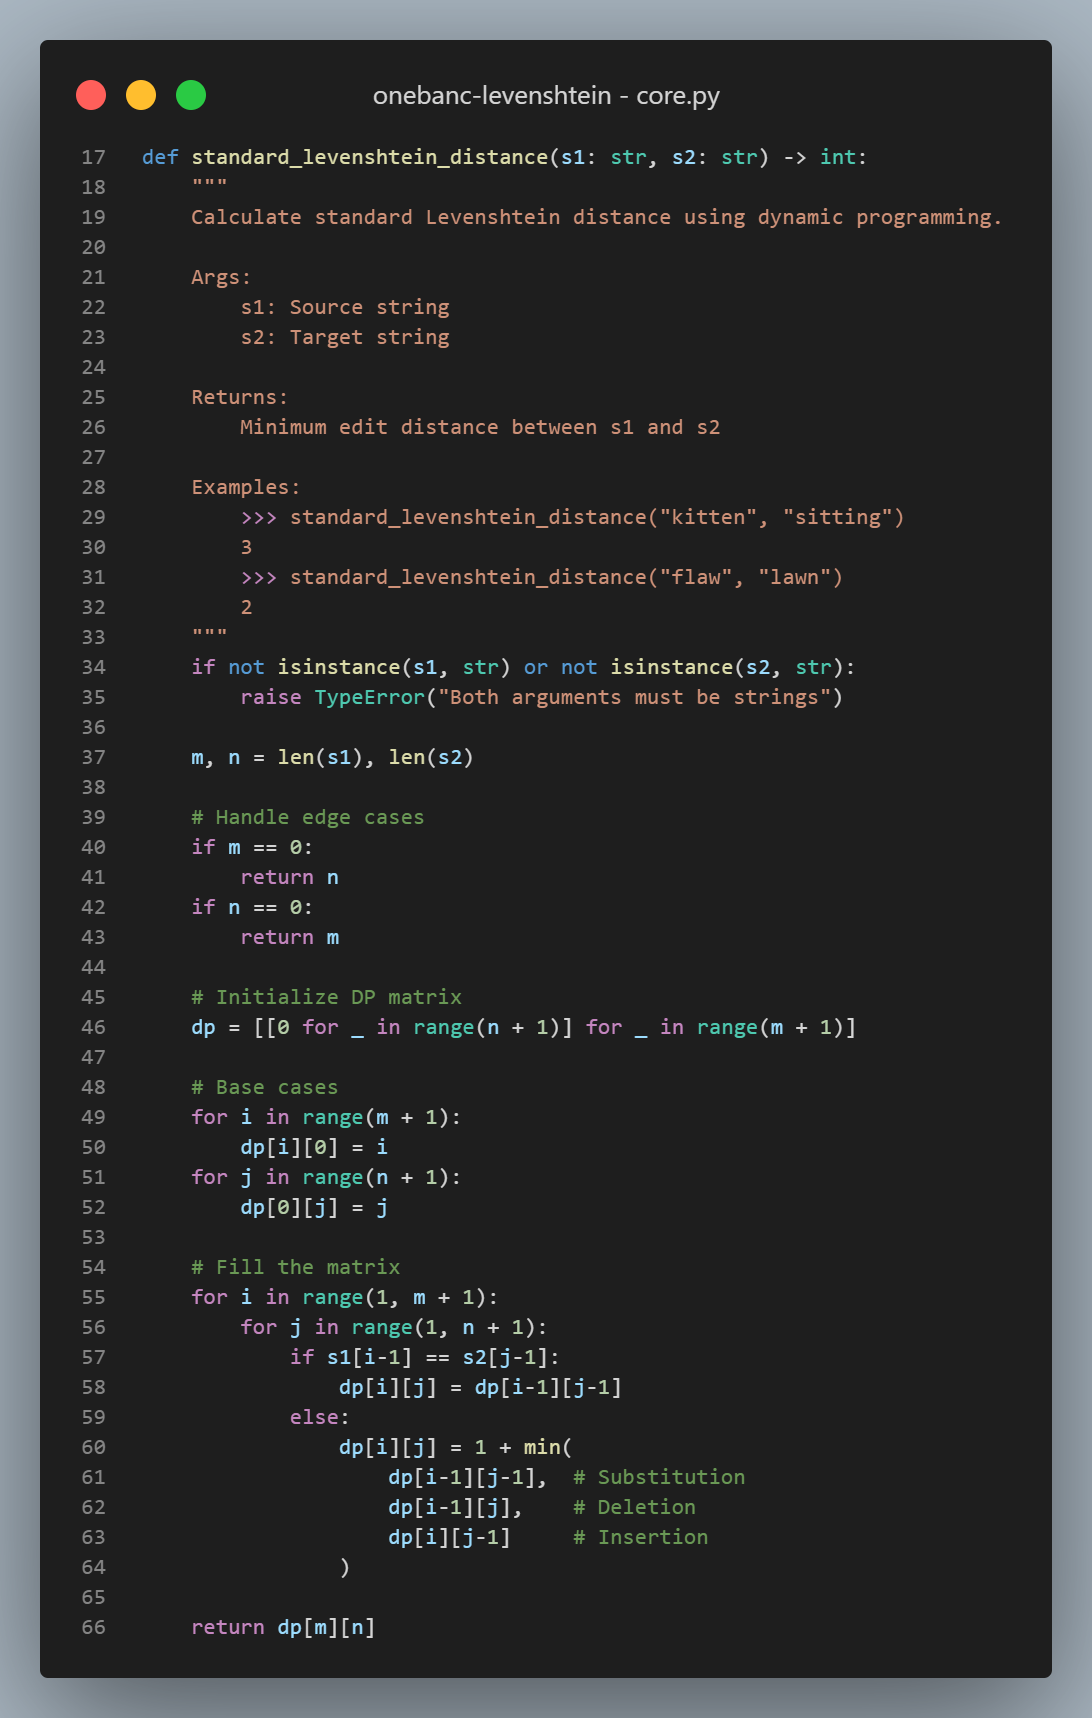 onebanc-levenshtein - core.py
17 def standard_levenshtein_distance(s1: str, s2: str) -> int:
18     """
19     Calculate standard Levenshtein distance using dynamic programming.
20
21     Args:
22         s1: Source string
23         s2: Target string
24
25     Returns:
26         Minimum edit distance between s1 and s2
27
28     Examples:
29         >>> standard_levenshtein_distance("kitten", "sitting")
30         3
31         >>> standard_levenshtein_distance("flaw", "lawn")
32         2
33     """
34     if not isinstance(s1, str) or not isinstance(s2, str):
35         raise TypeError("Both arguments must be strings")
36
37     m, n = len(s1), len(s2)
38
39     # Handle edge cases
40     if m == 0:
41         return n
42     if n == 0:
43         return m
44
45     # Initialize DP matrix
46     dp = [[0 for _ in range(n + 1)] for _ in range(m + 1)]
47
48     # Base cases
49     for i in range(m + 1):
50         dp[i][0] = i
51     for j in range(n + 1):
52         dp[0][j] = j
53
54     # Fill the matrix
55     for i in range(1, m + 1):
56         for j in range(1, n + 1):
57             if s1[i-1] == s2[j-1]:
58                 dp[i][j] = dp[i-1][j-1]
59             else:
60                 dp[i][j] = 1 + min(
61                     dp[i-1][j-1],  # Substitution
62                     dp[i-1][j],    # Deletion
63                     dp[i][j-1]     # Insertion
64                 )
65
66     return dp[m][n]